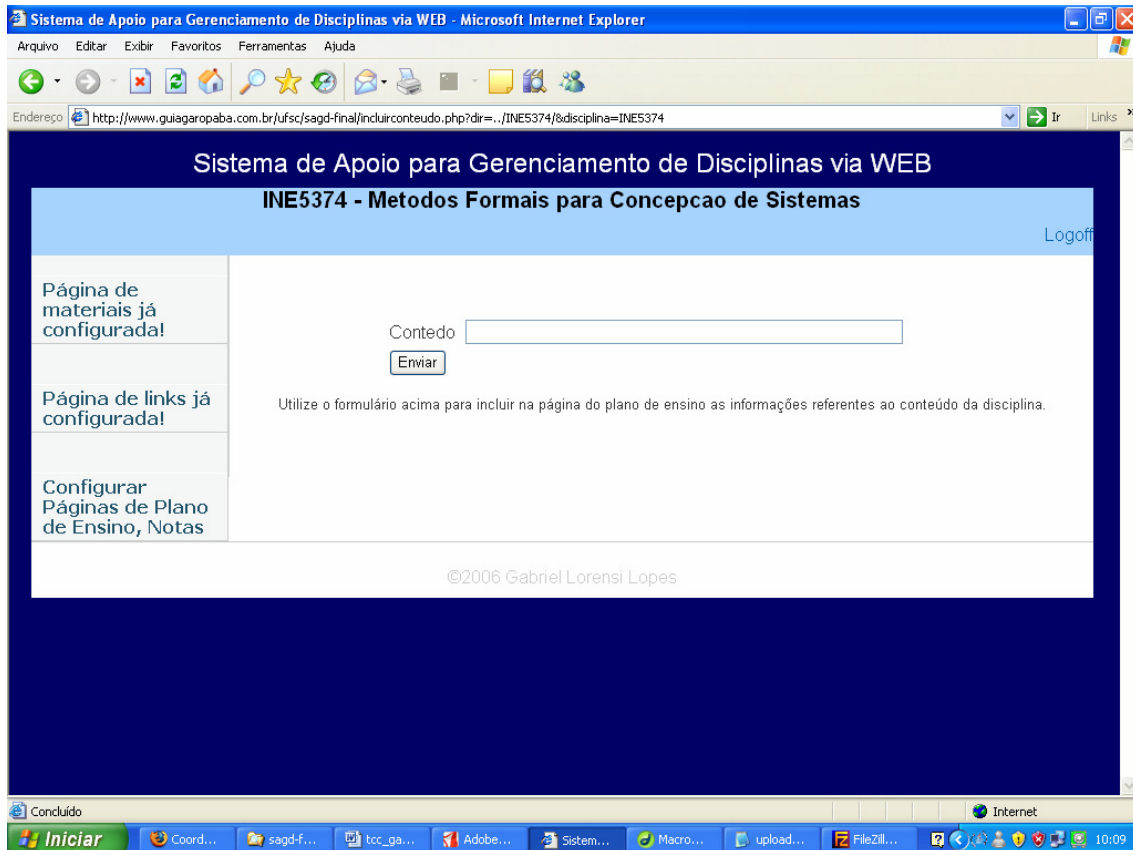 Sistema de Apoio para Gerenciamento de Disciplinas via WEB - Microsoft Internet Explorer
Arquivo Editar Exibir Favoritos Ferramentas Ajuda
Endereço http://www.guiagaropaba.com.br/ufsc/sagd-final/incluirconteudo.php?dir=../INE5374/&disciplina=INE5374 Ir Links
Sistema de Apoio para Gerenciamento de Disciplinas via WEB
INE5374 - Metodos Formais para Concepcao de Sistemas
Logoff
Página de
materiais já
configurada!
Página de links já
configurada!
Configurar
Páginas de Plano
de Ensino, Notas
Contedo
Enviar
Utilize o formulário acima para incluir na página do plano de ensino as informações referentes ao conteúdo da disciplina.
©2006 Gabriel Lorensi Lopes
Concluído Internet
Iniciar Coord... sagd-f... tcc_ga... Adobe... Sistem... Macro... upload... FileZill... 10:09